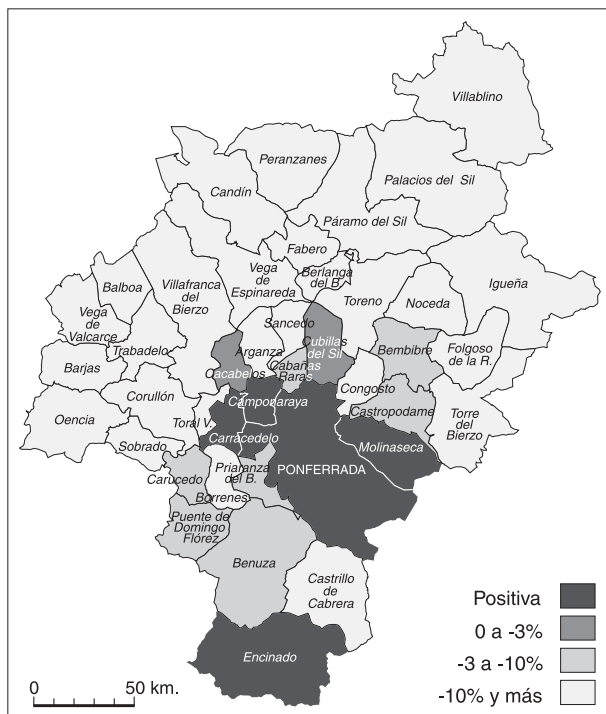 Villablino
Peranzanes
Candín
Palacios del Sil
Páramo del Sil
Fabero
Balboa
Villafranca
del
Bierzo
Vega
de
Espinareda
Berlanga
del B.
Igueña
Toreno
Noceda
Vega
de
Valcarce
Sancedo
Cubillas
del Sil
Arganza
Bembibre
Folgoso
de la R.
Trabadelo
Cacabelos
Cabañas
Raras
Barjas
Congosto
Corullón
Camponaraya
Castropodame
Oencia
Toral V.
Torre
del
Bierzo
Carracedelo
Molinaseca
Sobrado
Priaranza
del B.
PONFERRADA
Carucedo
Borrenes
Puente de
Domingo
Flórez
Benuza
Castrillo
de
Cabrera
Encinado
Positiva
0 a -3%
-3 a -10%
-10% y más
0 50 km.